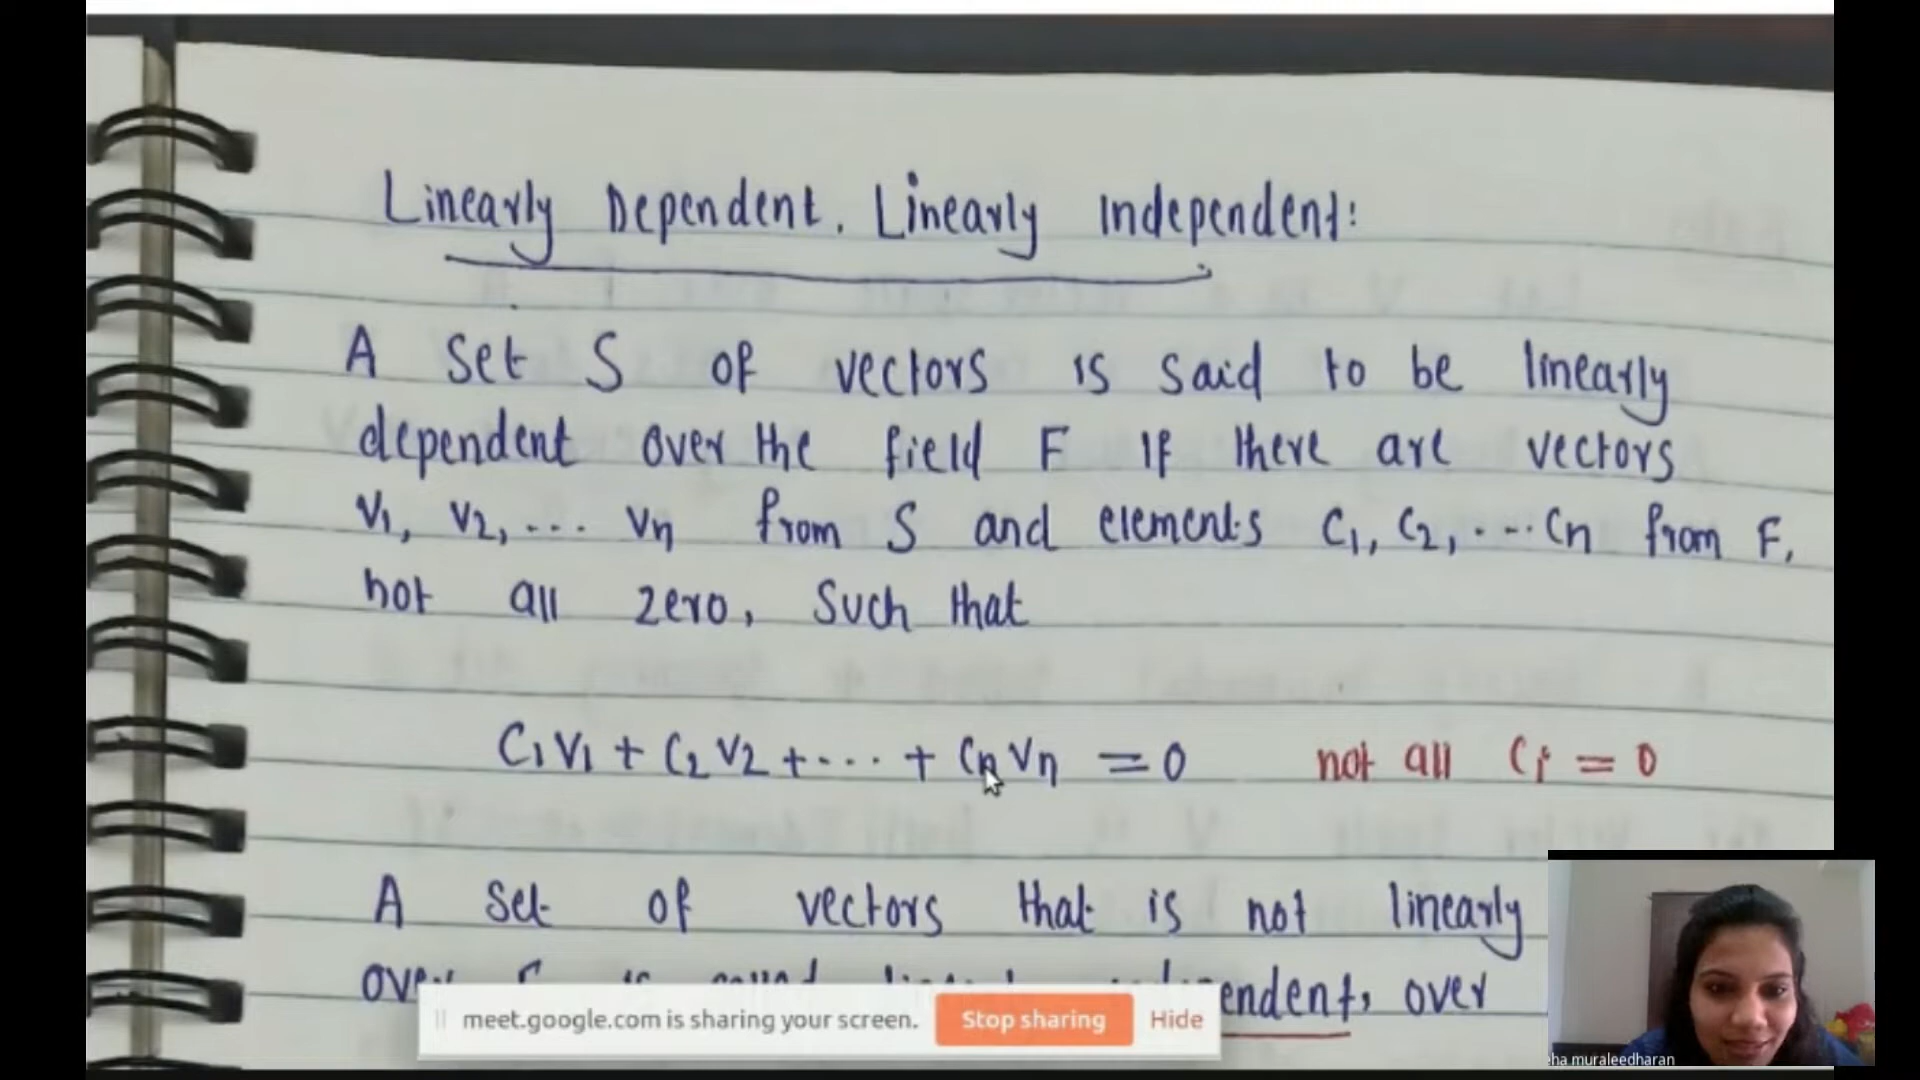 Linearly Dependent. Linearly Independent:
A set S of vectors is said to be linearly
dependent over the field F if there are vectors
V1, V2, ... Vn from S and elements C1, C2, ... Cn from F,
not all zero, such that
C1V1 + C2V2 + ... + CnVn = 0 not all Ci = 0
A set of vectors that is not linearly
over endent, over
meet.google.com is sharing your screen. Stop sharing Hide
eha muraleedharan